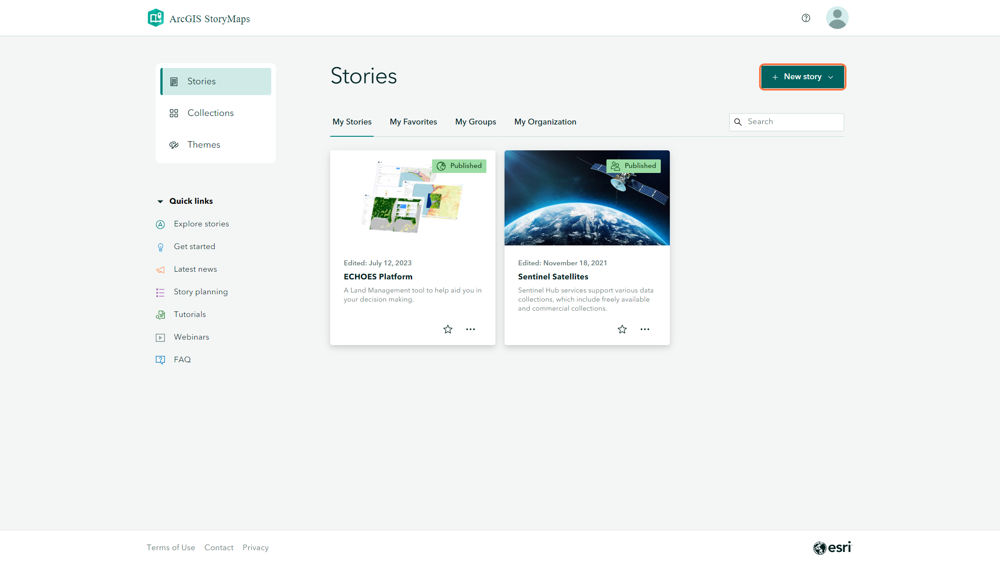 ArcGIS StoryMaps
Stories
Collections
Themes
Quick links
Explore stories
Get started
Latest news
Story planning
Tutorials
Webinars
FAQ
Stories
New story
My Stories
My Favorites
My Groups
My Organization
Search
Published
Edited: July 12, 2023
ECHOES Platform
A Land Management tool to help aid you in
your decision making.
Published
Edited: November 18, 2021
Sentinel Satellites
Sentinel Hub services support various data
collections, which include freely available
and commercial collections.
Terms of Use
Contact
Privacy
esri